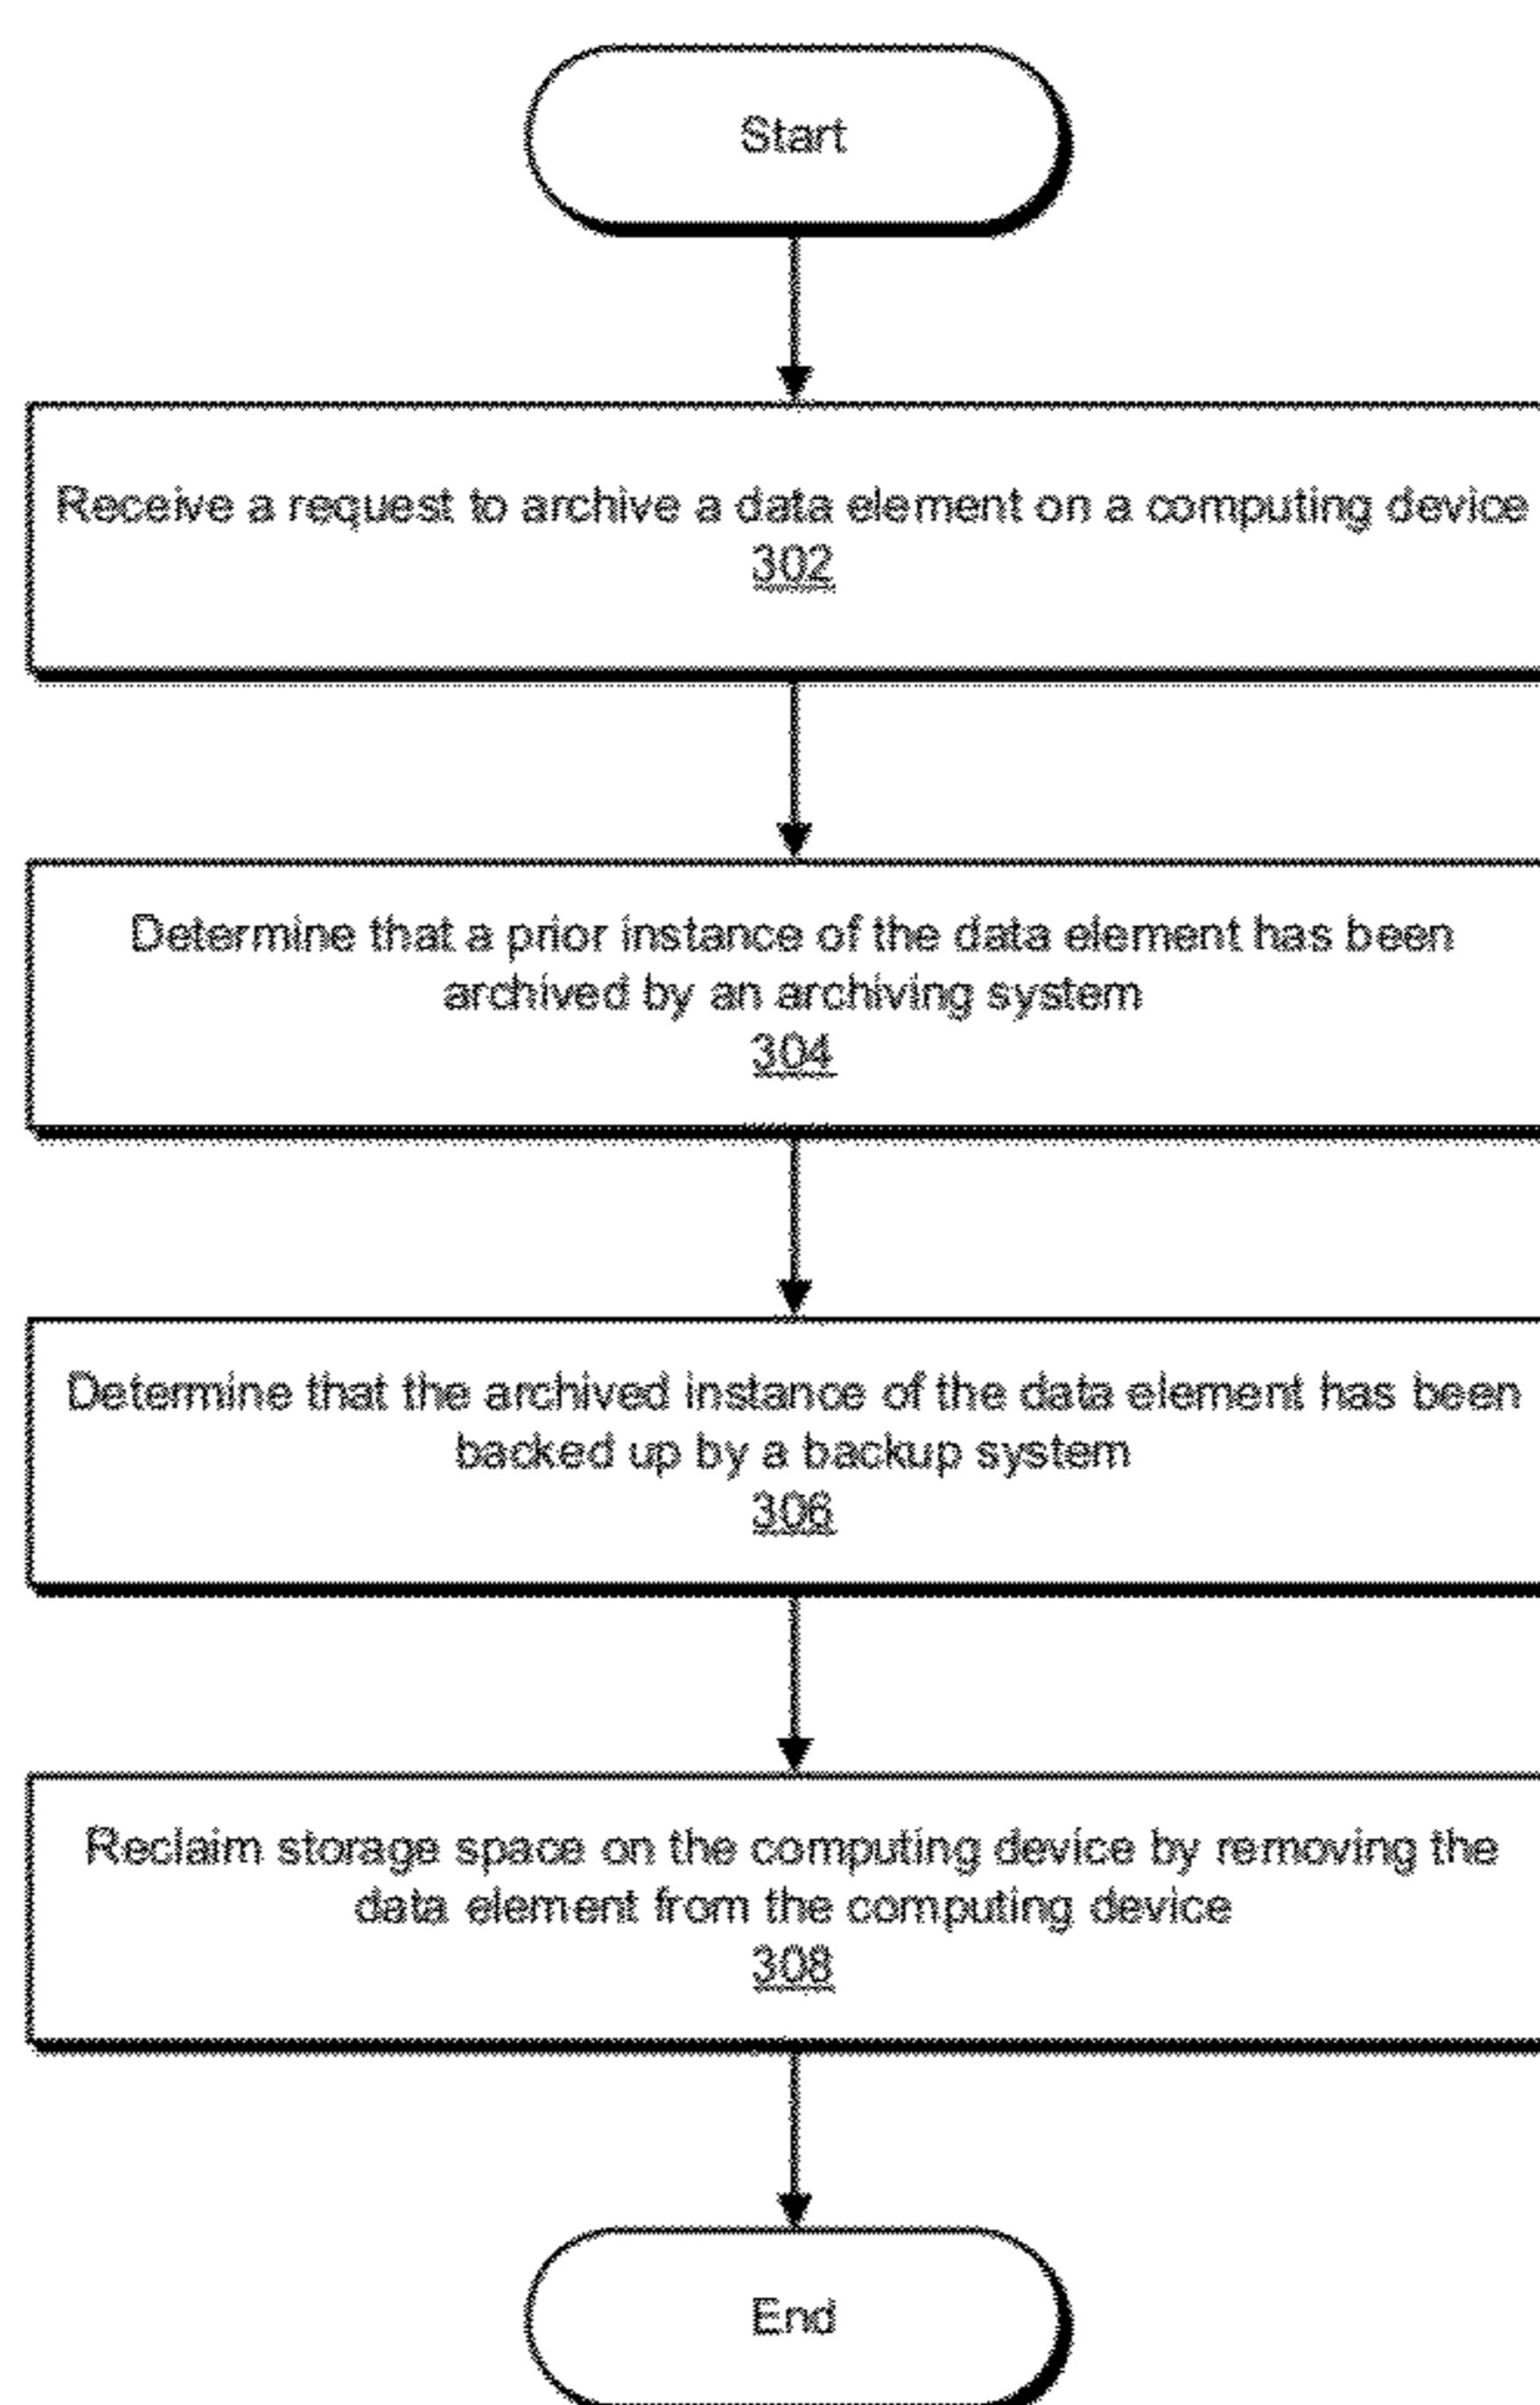 Start
Receive a request to archive a data element on a computing device
302
Determine that a prior instance of the data element has been
archived by an archiving system
304
Determine that the archived instance of the data element has been
backed up by a backup system
306
Reclaim storage space on the computing device by removing the
data element from the computing device
308
End